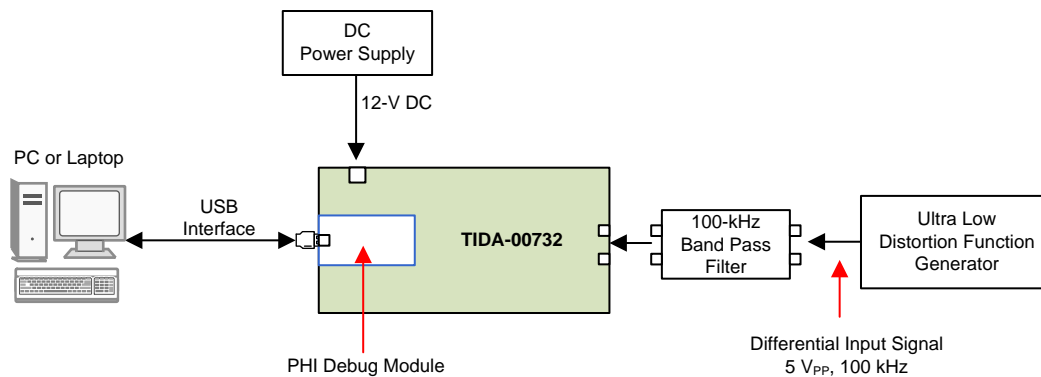 DC
Power Supply
12-V DC
PC or Laptop
USB
Interface
TIDA-00732
100-kHz
Band Pass
Filter
Ultra Low
Distortion Function
Generator
PHI Debug Module
Differential Input Signal
5 VPP, 100 kHz